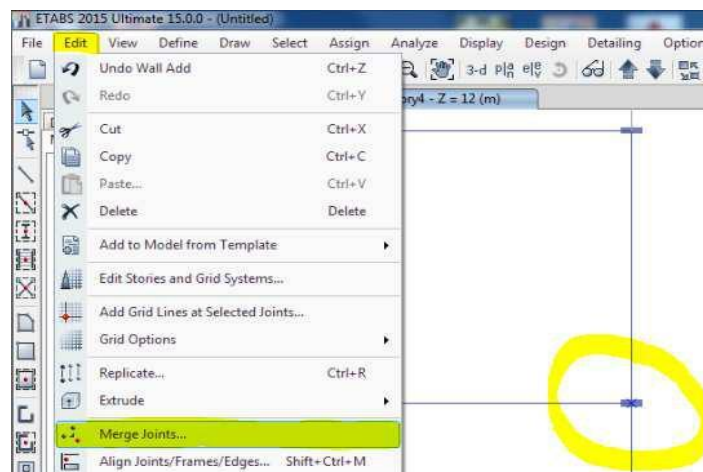 ETABS 2015 Ultimate 15.0.0 - (Untitled)
File Edit View Define Draw Select Assign Analyze Display Design Detailing Option
3-d
ory4 - Z = 12 (m)
Undo Wall Add Ctrl+Z
Redo Ctrl+Y
Cut Ctrl+X
Copy Ctrl+C
Paste... Ctrl+V
Delete Delete
Add to Model from Template
Edit Stories and Grid Systems...
Add Grid Lines at Selected Joints...
Grid Options
Replicate... Ctrl+R
Extrude
Merge Joints...
Align Joints/Frames/Edges... Shift+Ctrl+M